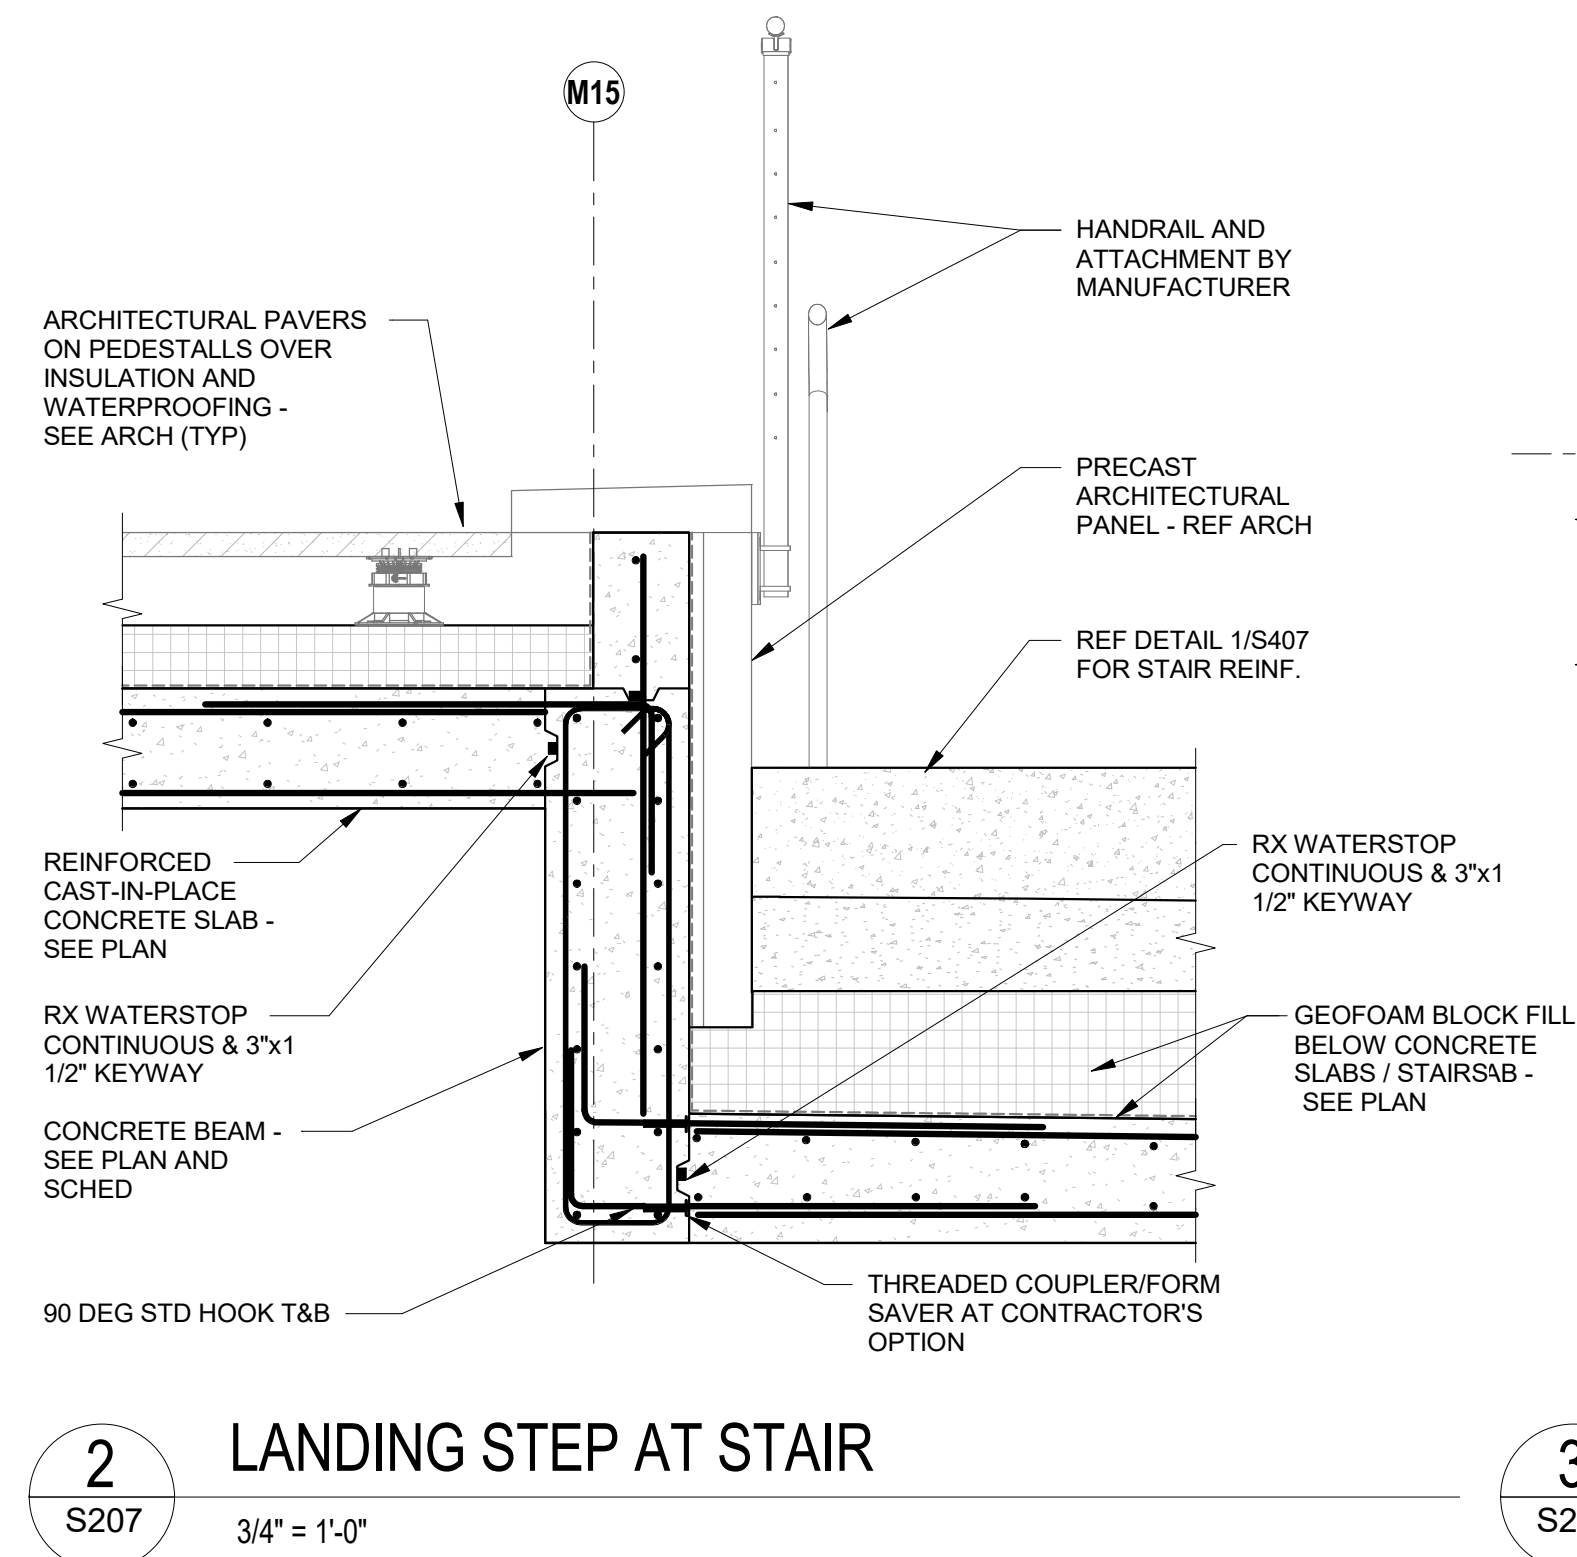 M15
HANDRAIL AND
ATTACHMENT BY
MANUFACTURER
ARCHITECTURAL PAVERS
ON PEDESTALLS OVER
INSULATION AND
WATERPROOFING -
SEE ARCH (TYP)
PRECAST
ARCHITECTURAL
PANEL - REF ARCH
REF DETAIL 1/S407
FOR STAIR REINF.
REINFORCED
CAST-IN-PLACE
CONCRETE SLAB -
SEE PLAN
RX WATERSTOP
CONTINUOUS & 3"x1
1/2" KEYWAY
RX WATERSTOP
CONTINUOUS & 3"x1
1/2" KEYWAY
GEOFOAM BLOCK FILL
BELOW CONCRETE
SLABS / STAIRS
SEE PLAN
CONCRETE BEAM -
SEE PLAN AND
SCHED
90 DEG STD HOOK T&B
THREADED COUPLER/FORM
SAVER AT CONTRACTOR'S
OPTION
2
S207
LANDING STEP AT STAIR
3/4" = 1'-0"